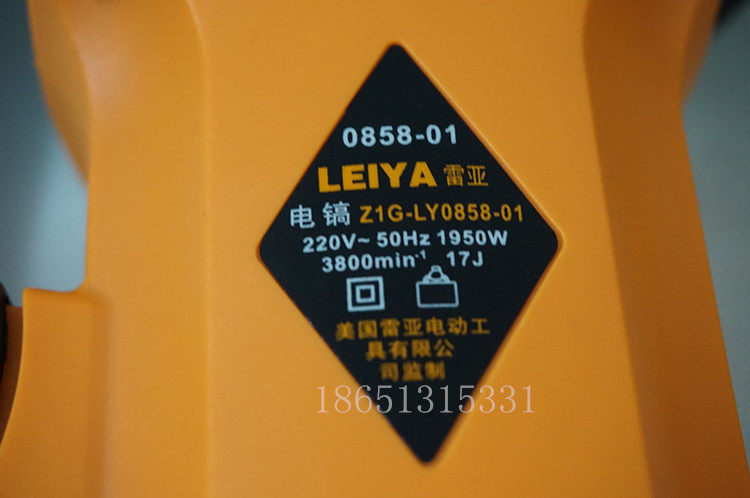 0858-01
LEIYA 雷亚
电镐 Z1G-LY0858-01
220V~ 50Hz 1950W
3800min⁻¹ 17J
美国雷亚电动工
具有限公
司监制
18651315331